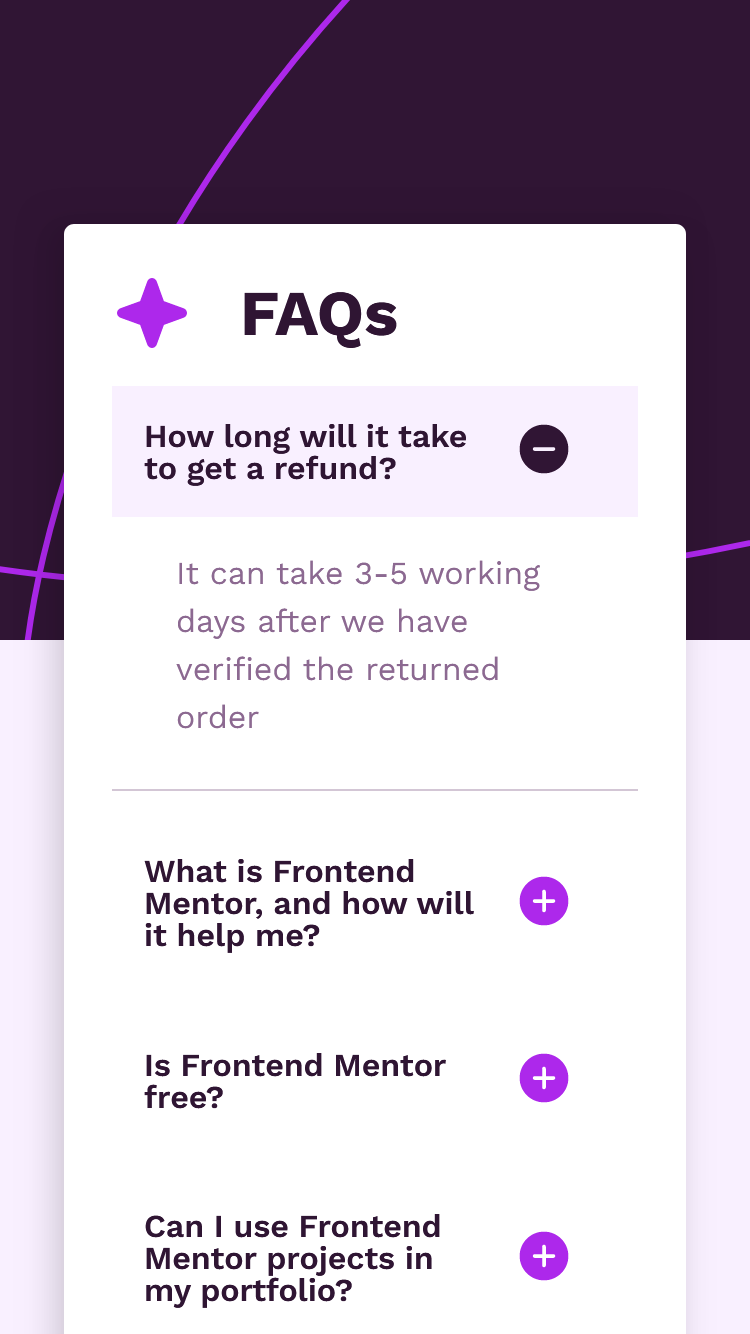 FAQs
How long will it take
to get a refund?
It can take 3-5 working
days after we have
verified the returned
order
What is Frontend
Mentor, and how will
it help me?
Is Frontend Mentor
free?
Can I use Frontend
Mentor projects in
my portfolio?